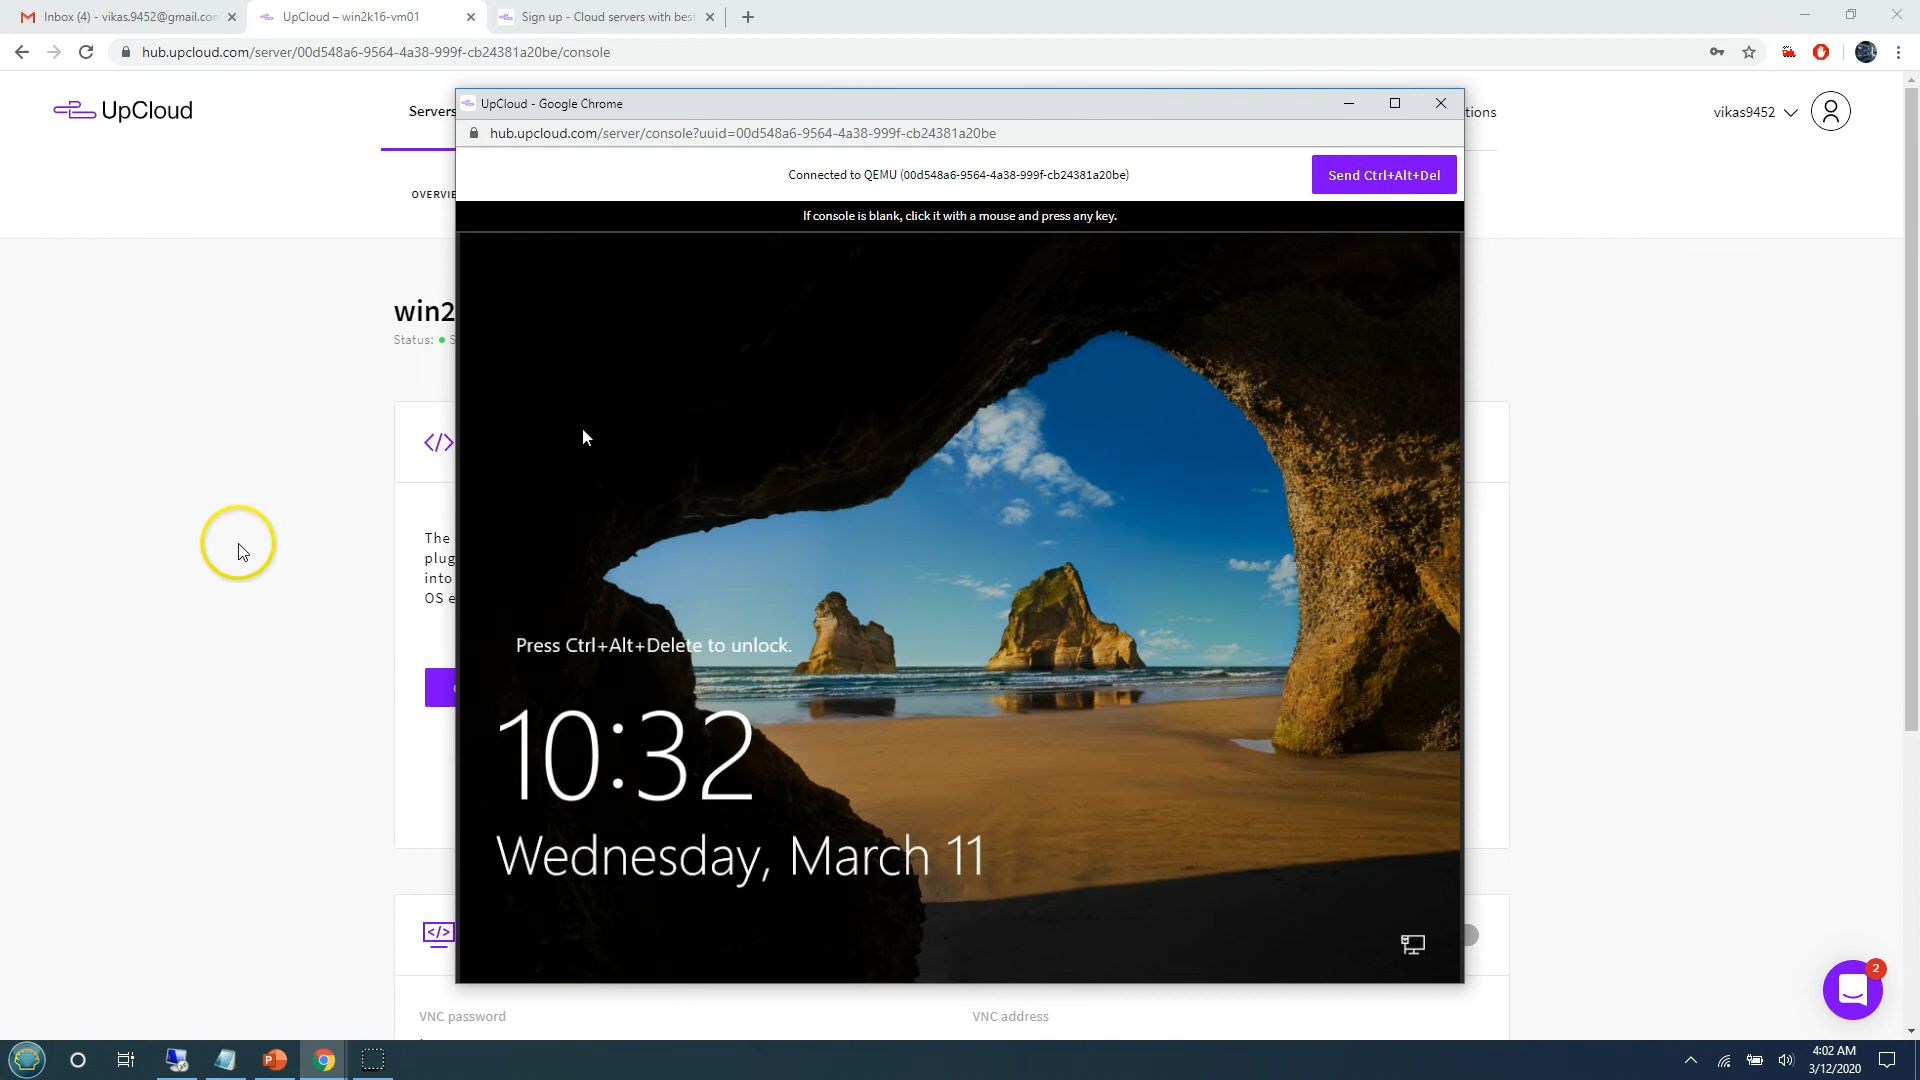 Inbox (4) - vikas.9452@gmail.con
UpCloud – win2k16-vm01
Sign up - Cloud servers with bes
hub.upcloud.com/server/00d548a6-9564-4a38-999f-cb24381a20be/console
UpCloud
Servers
tions
vikas9452
OVERVIE
UpCloud - Google Chrome
hub.upcloud.com/server/console?uuid=00d548a6-9564-4a38-999f-cb24381a20be
Connected to QEMU (00d548a6-9564-4a38-999f-cb24381a20be)
Send Ctrl+Alt+Del
If console is blank, click it with a mouse and press any key.
win2
Status: S
The
plug
into
OS e
Press Ctrl+Alt+Delete to unlock.
10:32
Wednesday, March 11
2
VNC password
VNC address
4:02 AM
3/12/2020